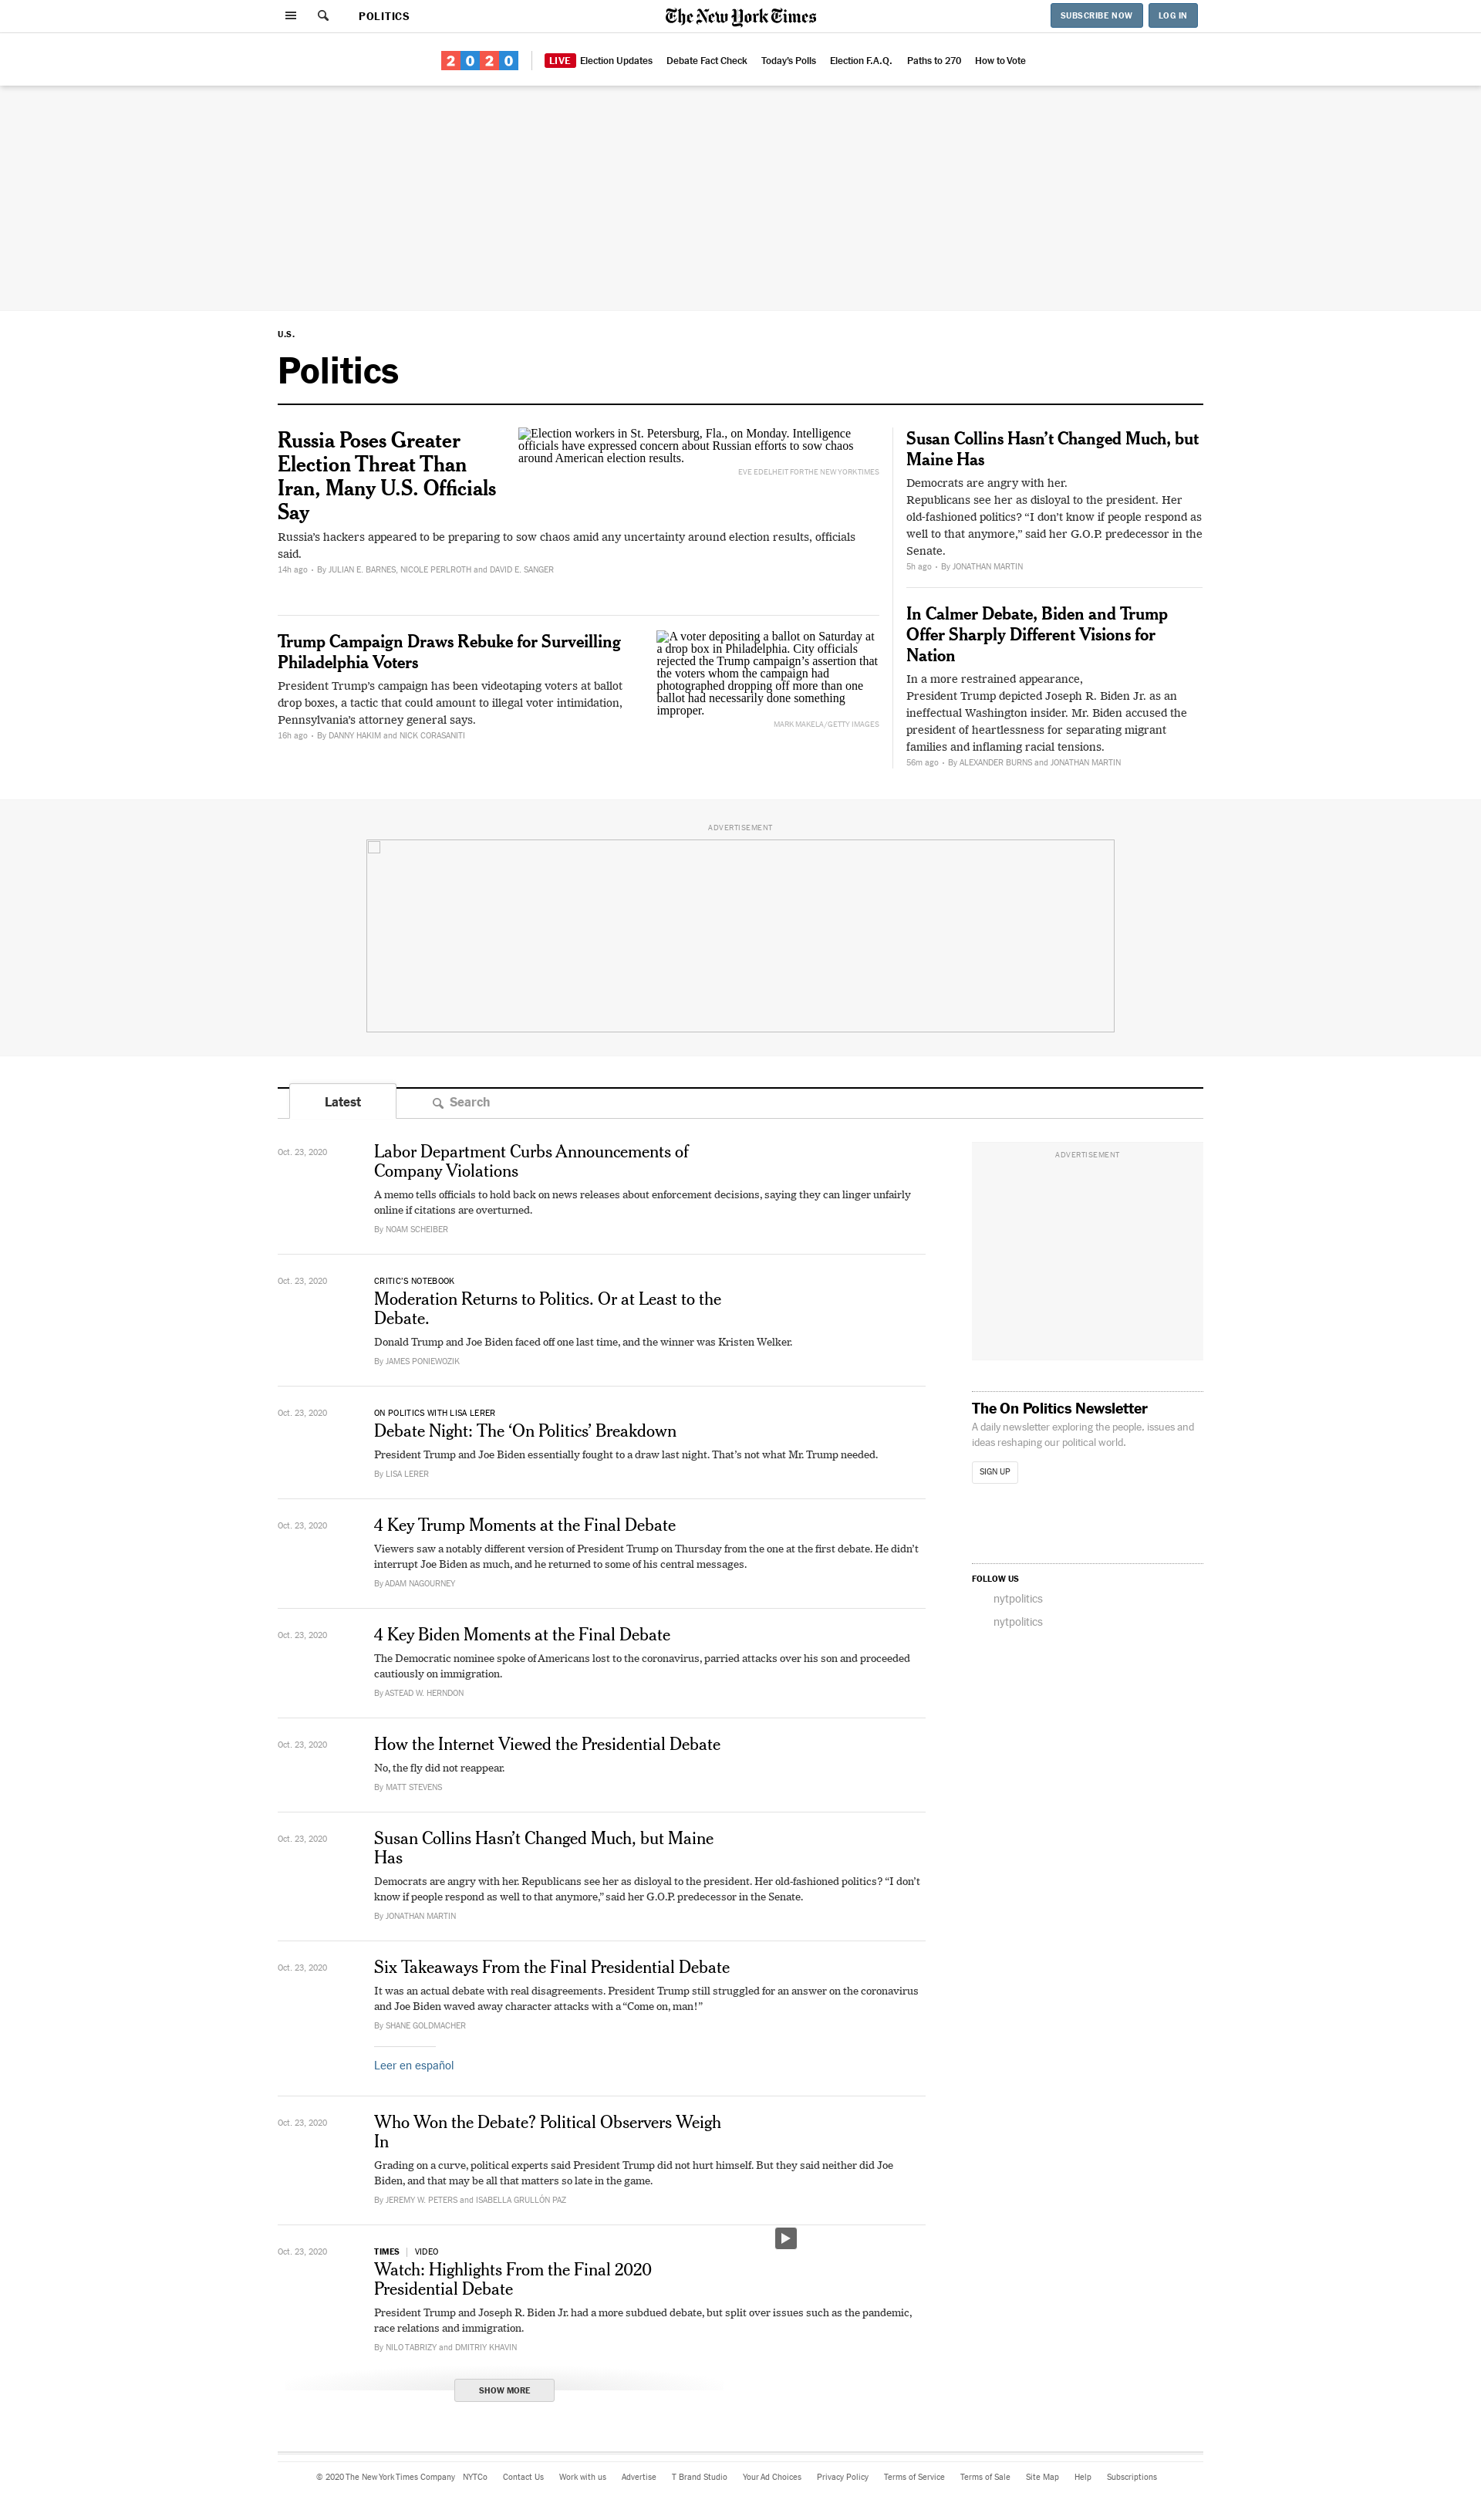 POLITICS
The New York Times
SUBSCRIBE NOW
LOG IN
2020
LIVE Election Updates
Debate Fact Check
Today's Polls
Election F.A.Q.
Paths to 270
How to Vote
U.S.
Politics
Russia Poses Greater
Election Threat Than
Iran, Many U.S. Officials
Say
Election workers in St. Petersburg, Fla., on Monday. Intelligence
officials have expressed concern about Russian efforts to sow chaos
around American election results.
EVE EDELHEIT FOR THE NEW YORK TIMES
Russia's hackers appeared to be preparing to sow chaos amid any uncertainty around election results, officials
said.
14h ago • By JULIAN E. BARNES, NICOLE PERLROTH and DAVID E. SANGER
Trump Campaign Draws Rebuke for Surveilling
Philadelphia Voters
President Trump's campaign has been videotaping voters at ballot
drop boxes, a tactic that could amount to illegal voter intimidation,
Pennsylvania's attorney general says.
16h ago • By DANNY HAKIM and NICK CORASANITI
A voter depositing a ballot on Saturday at
a drop box in Philadelphia. City officials
rejected the Trump campaign’s assertion that
the voters whom the campaign had
photographed dropping off more than one
ballot had necessarily done something
improper.
MARK MAKELA/GETTY IMAGES
Susan Collins Hasn’t Changed Much, but
Maine Has
Democrats are angry with her.
Republicans see her as disloyal to the president. Her
old-fashioned politics? “I don’t know if people respond as
well to that anymore,” said her G.O.P. predecessor in the
Senate.
5h ago • By JONATHAN MARTIN
In Calmer Debate, Biden and Trump
Offer Sharply Different Visions for
Nation
In a more restrained appearance,
President Trump depicted Joseph R. Biden Jr. as an
ineffectual Washington insider. Mr. Biden accused the
president of heartlessness for separating migrant
families and inflaming racial tensions.
56m ago • By ALEXANDER BURNS and JONATHAN MARTIN
ADVERTISEMENT
Latest
Search
Oct. 23, 2020
Labor Department Curbs Announcements of
Company Violations
A memo tells officials to hold back on news releases about enforcement decisions, saying they can linger unfairly
online if citations are overturned.
By NOAM SCHEIBER
Oct. 23, 2020
CRITIC’S NOTEBOOK
Moderation Returns to Politics. Or at Least to the
Debate.
Donald Trump and Joe Biden faced off one last time, and the winner was Kristen Welker.
By JAMES PONIEWOZIK
Oct. 23, 2020
ON POLITICS WITH LISA LERER
Debate Night: The ‘On Politics’ Breakdown
President Trump and Joe Biden essentially fought to a draw last night. That’s not what Mr. Trump needed.
By LISA LERER
Oct. 23, 2020
4 Key Trump Moments at the Final Debate
Viewers saw a notably different version of President Trump on Thursday from the one at the first debate. He didn’t
interrupt Joe Biden as much, and he returned to some of his central messages.
By ADAM NAGOURNEY
Oct. 23, 2020
4 Key Biden Moments at the Final Debate
The Democratic nominee spoke of Americans lost to the coronavirus, parried attacks over his son and proceeded
cautiously on immigration.
By ASTEAD W. HERNDON
Oct. 23, 2020
How the Internet Viewed the Presidential Debate
No, the fly did not reappear.
By MATT STEVENS
Oct. 23, 2020
Susan Collins Hasn’t Changed Much, but Maine
Has
Democrats are angry with her. Republicans see her as disloyal to the president. Her old-fashioned politics? “I don’t
know if people respond as well to that anymore,” said her G.O.P. predecessor in the Senate.
By JONATHAN MARTIN
Oct. 23, 2020
Six Takeaways From the Final Presidential Debate
It was an actual debate with real disagreements. President Trump still struggled for an answer on the coronavirus
and Joe Biden waved away character attacks with a “Come on, man!”
By SHANE GOLDMACHER
Leer en español
Oct. 23, 2020
Who Won the Debate? Political Observers Weigh
In
Grading on a curve, political experts said President Trump did not hurt himself. But they said neither did Joe
Biden, and that may be all that matters so late in the game.
By JEREMY W. PETERS and ISABELLA GRULLÓN PAZ
Oct. 23, 2020
TIMES | VIDEO
Watch: Highlights From the Final 2020
Presidential Debate
President Trump and Joseph R. Biden Jr. had a more subdued debate, but split over issues such as the pandemic,
race relations and immigration.
By NILO TABRIZY and DMITRIY KHAVIN
SHOW MORE
ADVERTISEMENT
The On Politics Newsletter
A daily newsletter exploring the people, issues and
ideas reshaping our political world.
SIGN UP
FOLLOW US
nytpolitics
nytpolitics
© 2020 The New York Times Company
NYTCo
Contact Us
Work with us
Advertise
T Brand Studio
Your Ad Choices
Privacy Policy
Terms of Service
Terms of Sale
Site Map
Help
Subscriptions